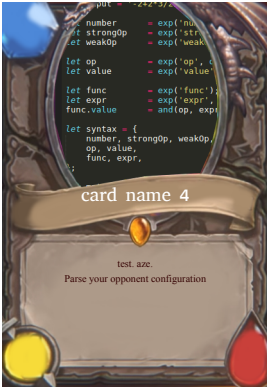 let number = exp('nu
let strongOp = exp('str
let weakOp = exp('weak
let op = exp('op',
let value = exp('value'
let func = exp('func');
let expr = exp('expr',
func.value = and(op, expr
let syntax = {
number, strongOp, weakOp,
op, value,
func, expr,
};
card name 4
test. aze.
Parse your opponent configuration